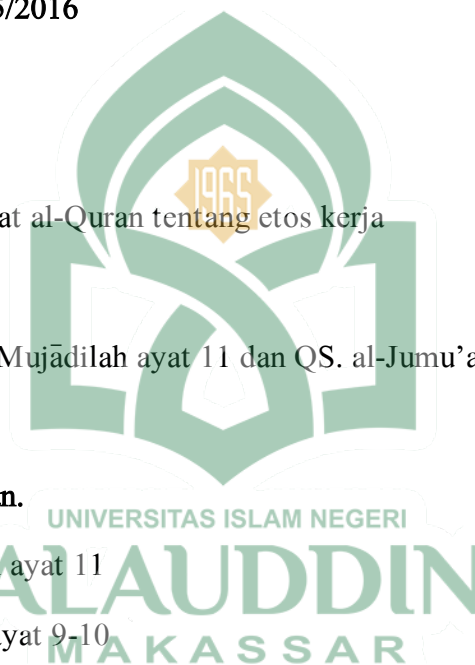 5/2016
1965
at al-Quran tentang etos kerja
Mujādilah ayat 11 dan QS. al-Jumu’a
n.
UNIVERSITAS ISLAM NEGERI
ayat 11
ALAUDDIN
yat 9-10
MAKASSAR